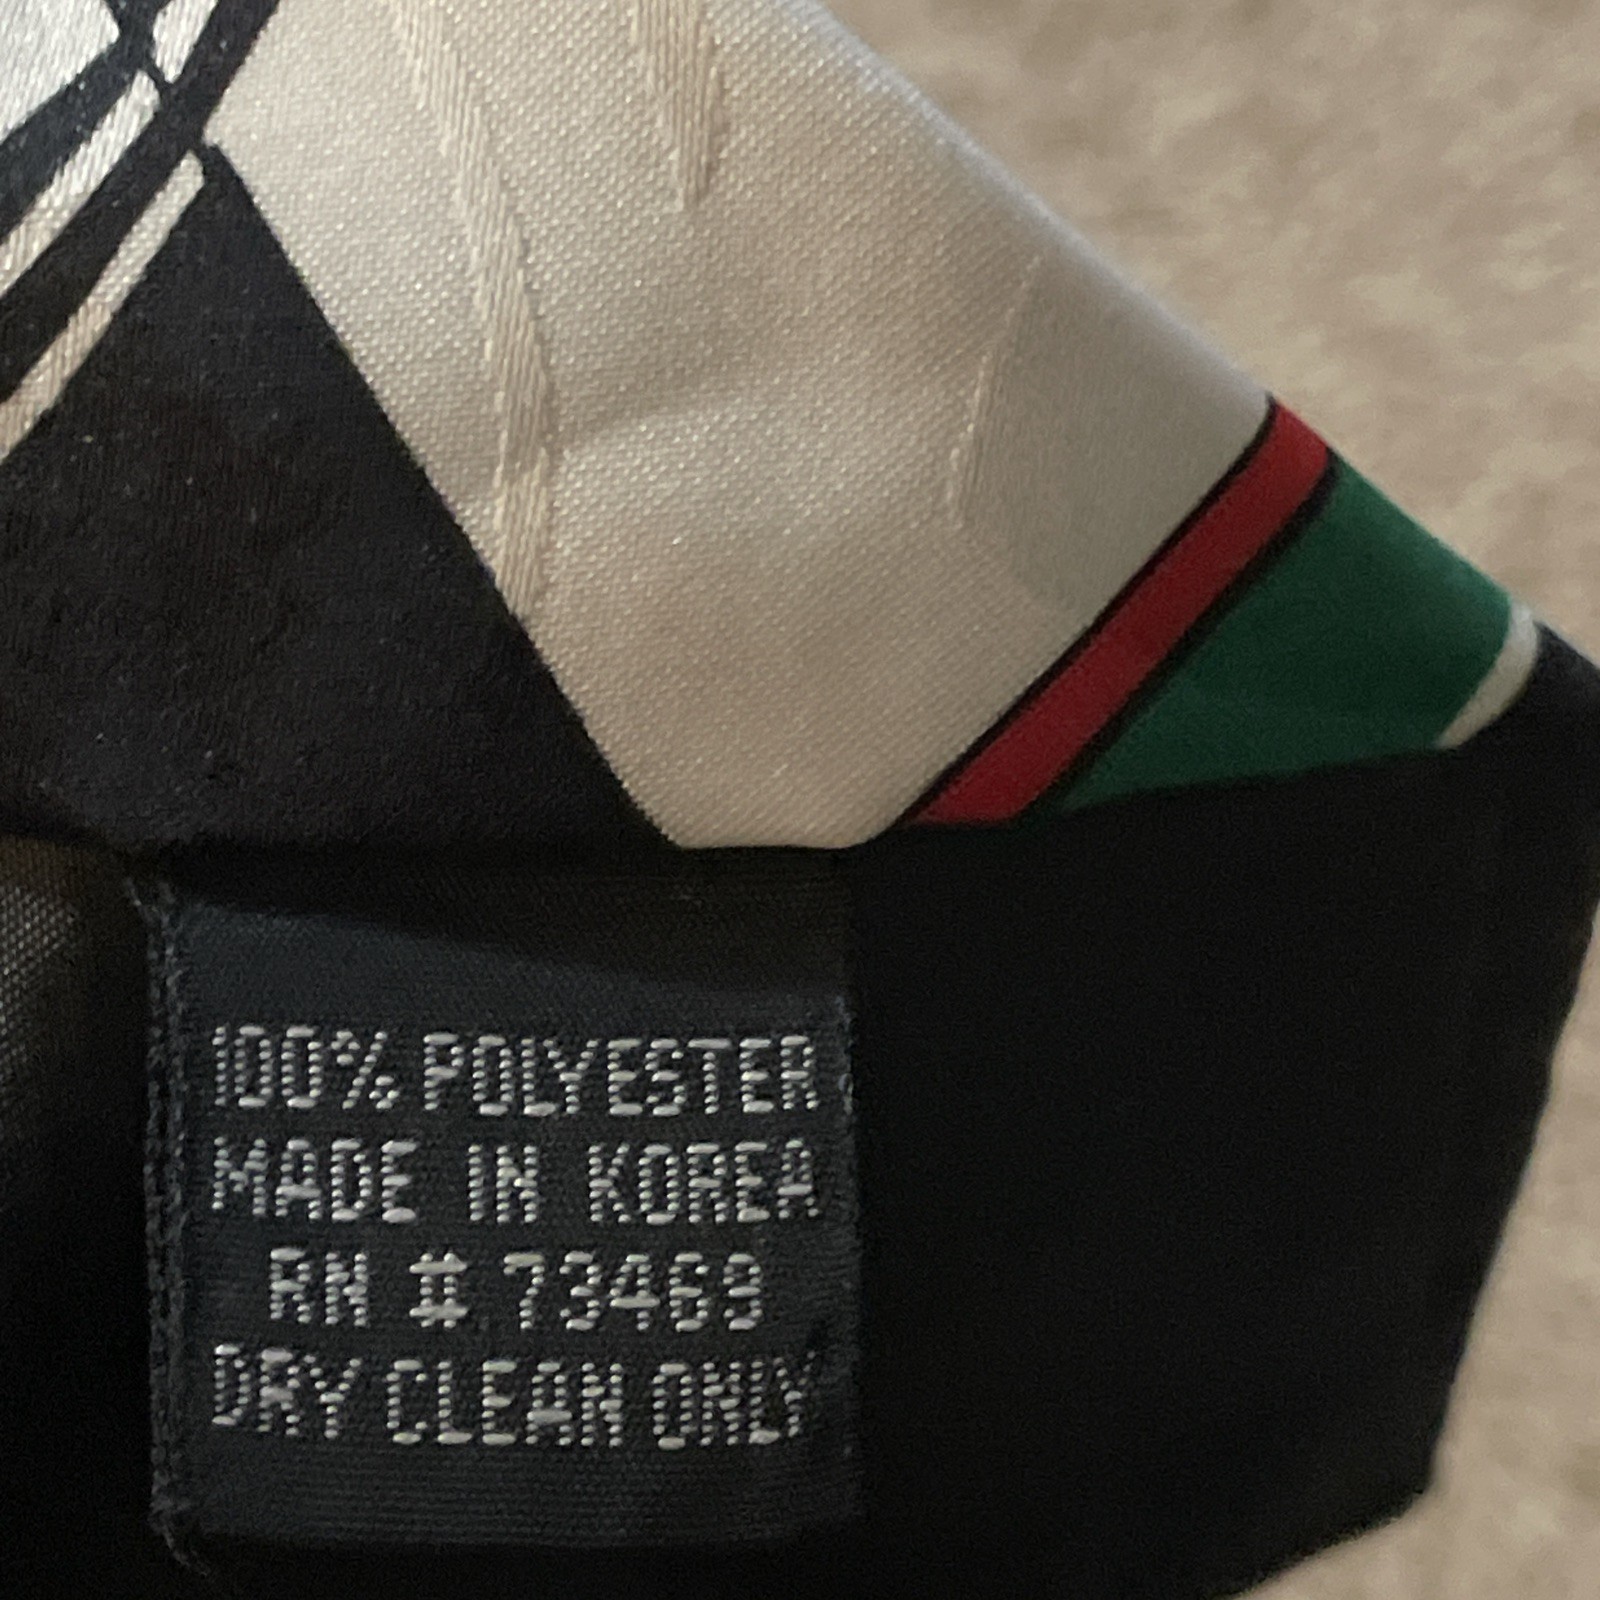 100% POLYESTER
MADE IN KOREA
RN # 73469
DRY CLEAN ONLY